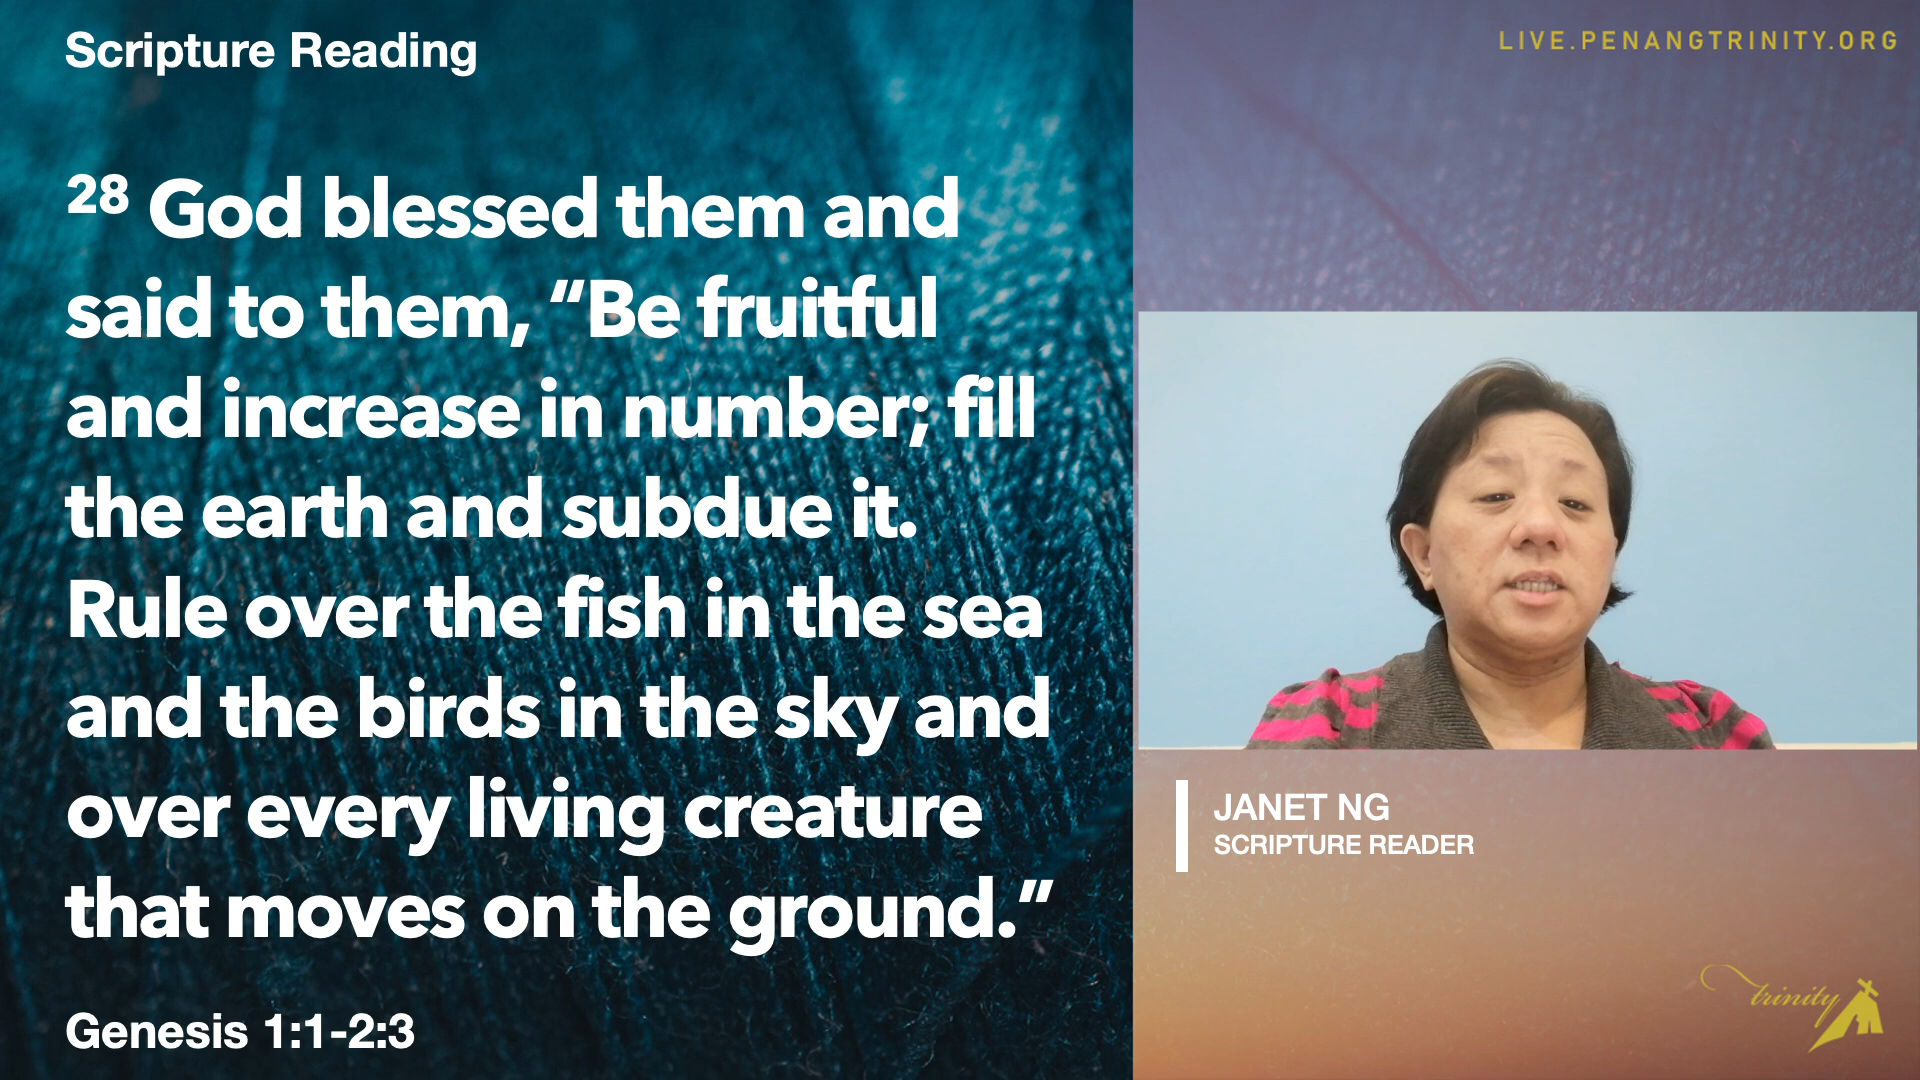 Scripture Reading
LIVE.PENANGTRINITY.ORG
28 God blessed them and
said to them, “Be fruitful
and increase in number; fill
the earth and subdue it.
Rule over the fish in the sea
and the birds in the sky and
over every living creature
that moves on the ground.”
Genesis 1:1-2:3
JANET NG
SCRIPTURE READER
trinity